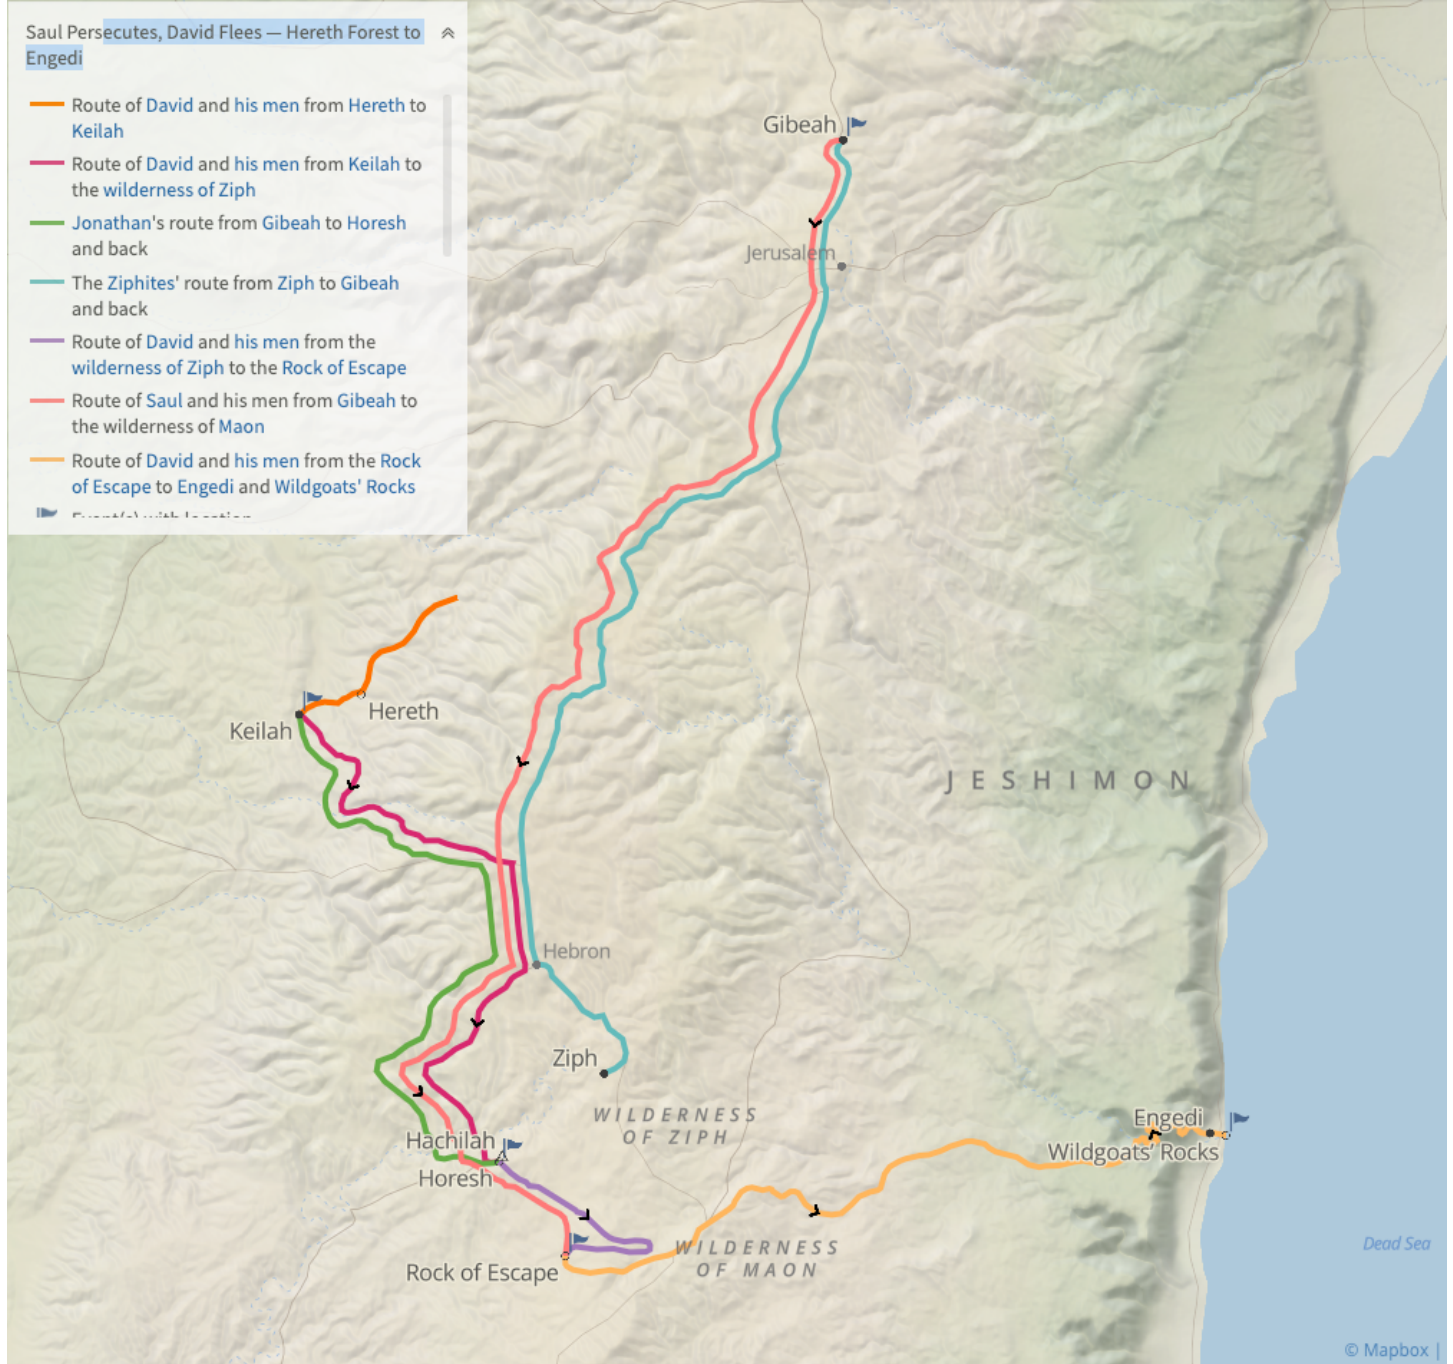 Saul Persecutes, David Flees — Hereth Forest to
Engedi
Route of David and his men from Hereth to
Keilah
Route of David and his men from Keilah to
the wilderness of Ziph
Jonathan's route from Gibeah to Horesh
and back
The Ziphites' route from Ziph to Gibeah
and back
Route of David and his men from the
wilderness of Ziph to the Rock of Escape
Route of Saul and his men from Gibeah to
the wilderness of Maon
Route of David and his men from the Rock
of Escape to Engedi and Wildgoats' Rocks
Event(s) with location
Gibeah
Jerusalem
Hereth
Keilah
JESHIMON
Hebron
Ziph
WILDERNESS
OF ZIPH
Engedi
Wildgoats' Rocks
Hachilah
Horesh
WILDERNESS
OF MAON
Rock of Escape
Dead Sea
© Mapbox |